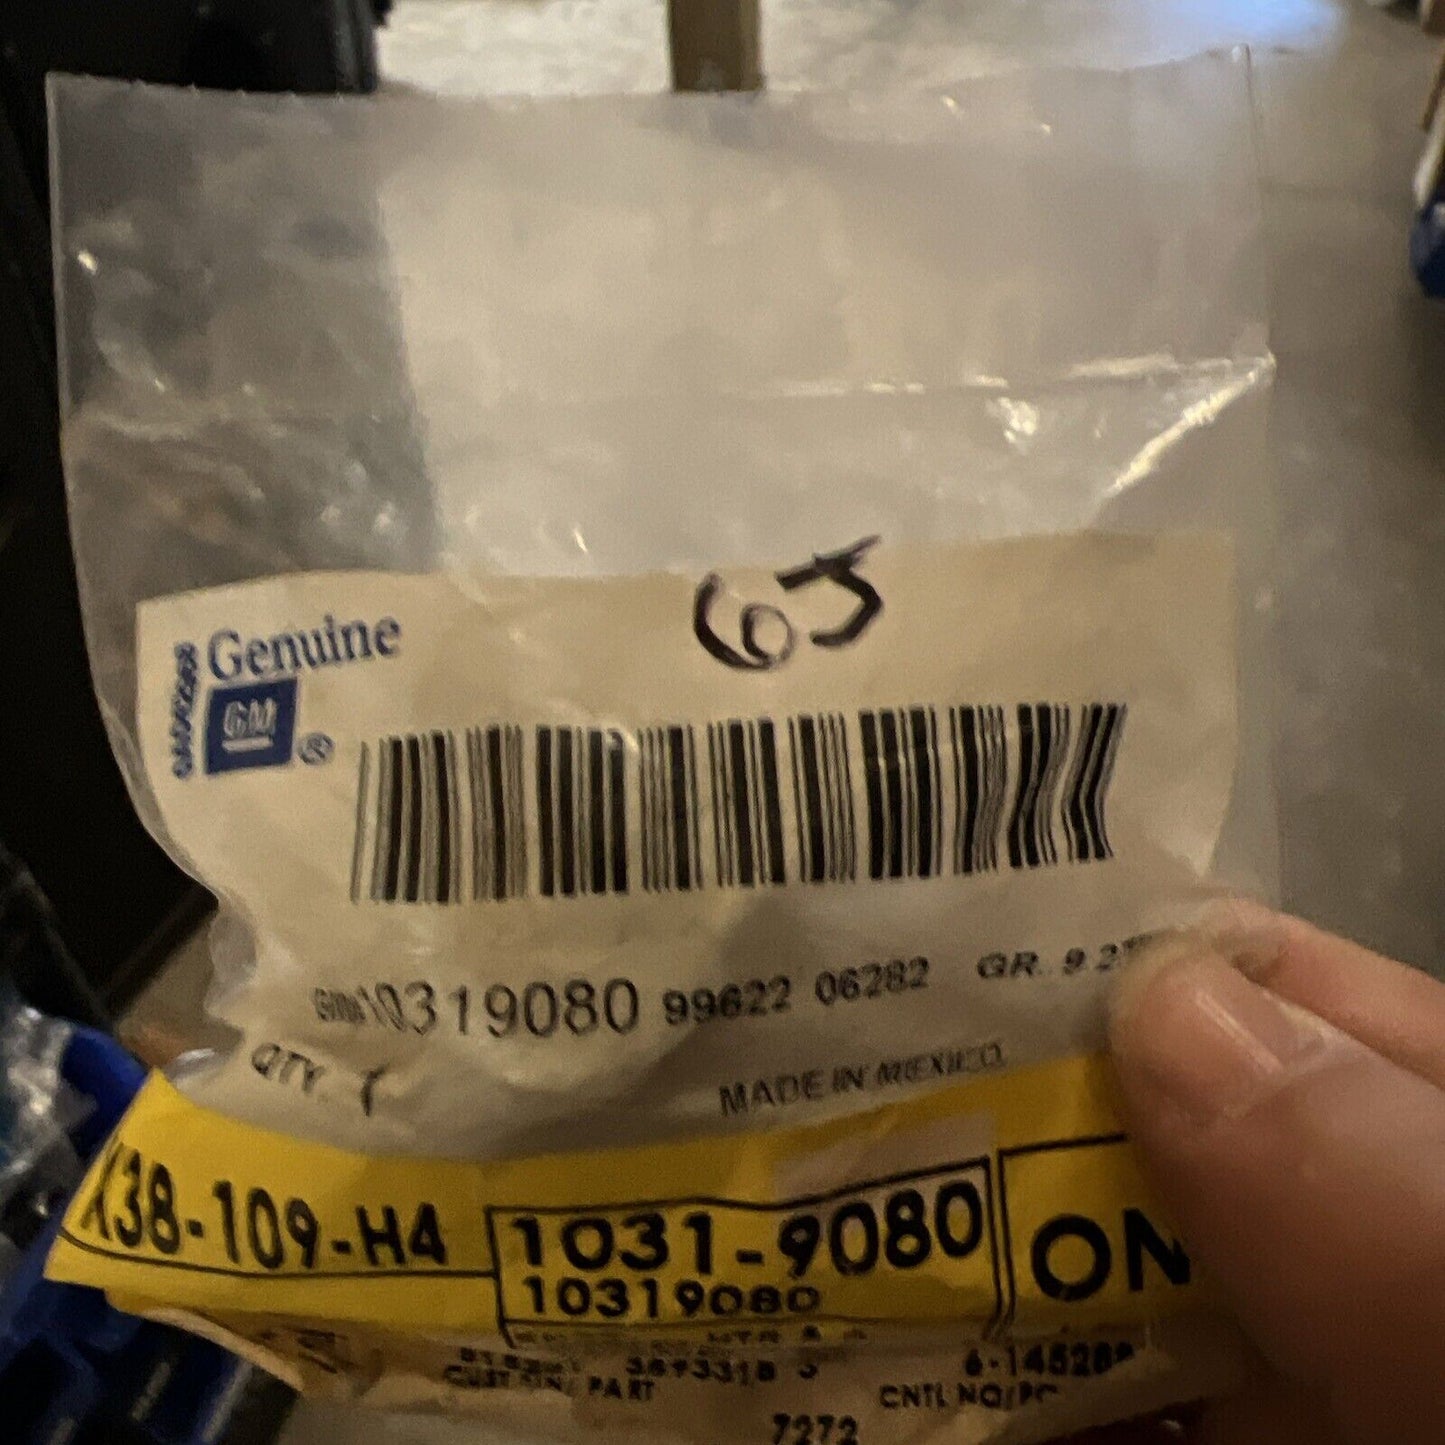 Genuine
GM ®
10319080 99622 06282 GR. 9.2
QTY. 1
MADE IN MEXICO
X38-109-H4
1031-9080
10319080
ON
3893318
CUST PART
CNTL NO/
7272